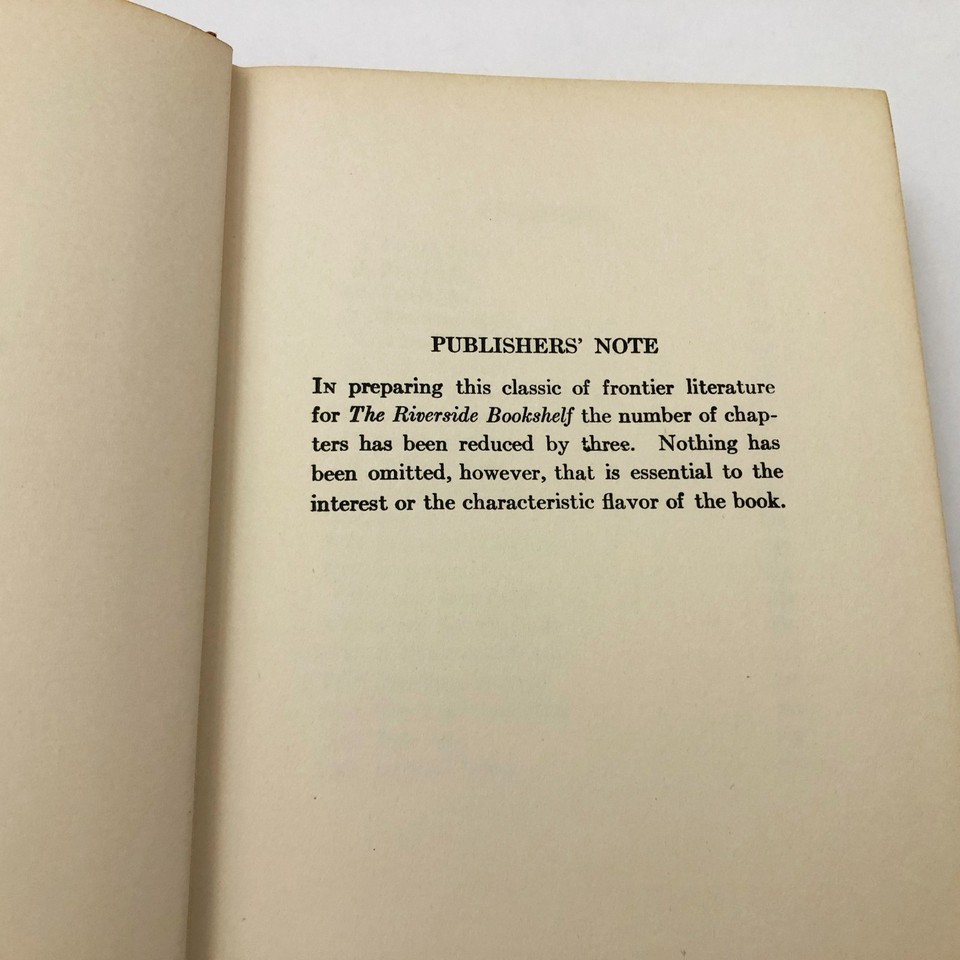 PUBLISHERS' NOTE
IN preparing this classic of frontier literature
for The Riverside Bookshelf the number of chap-
ters has been reduced by three. Nothing has
been omitted, however, that is essential to the
interest or the characteristic flavor of the book.